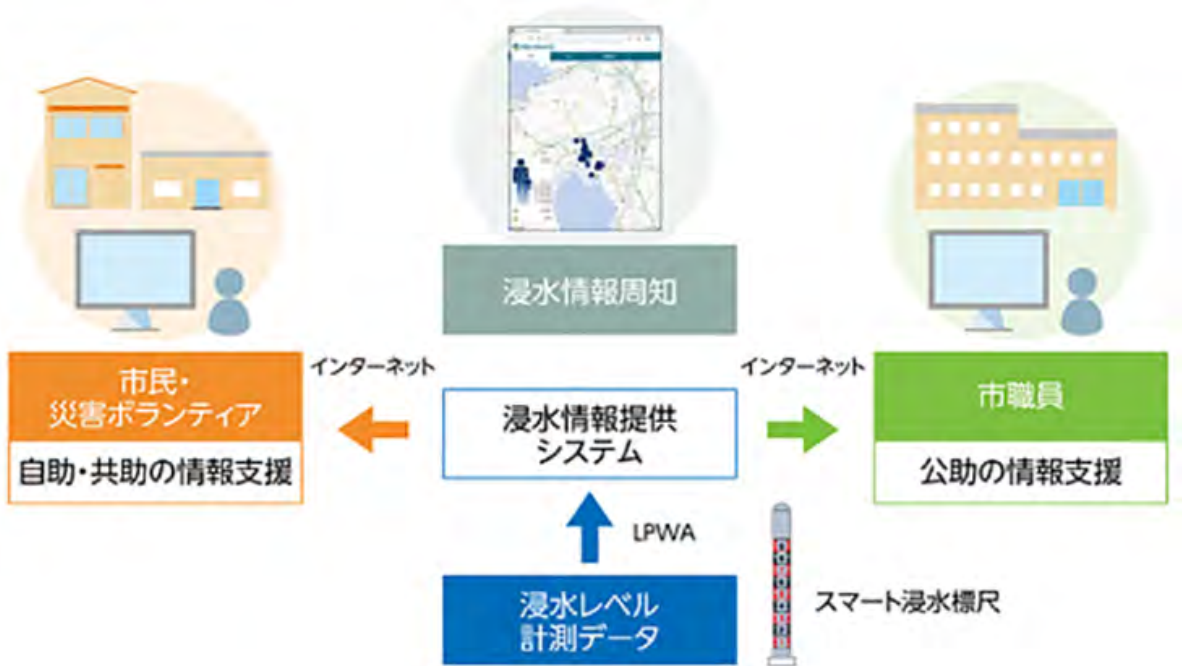 浸水情報周知
インターネット
インターネット
市民・
災害ボランティア
自助・共助の情報支援
浸水情報提供
システム
市職員
公助の情報支援
LPWA
浸水レベル
計測データ
スマート浸水標尺